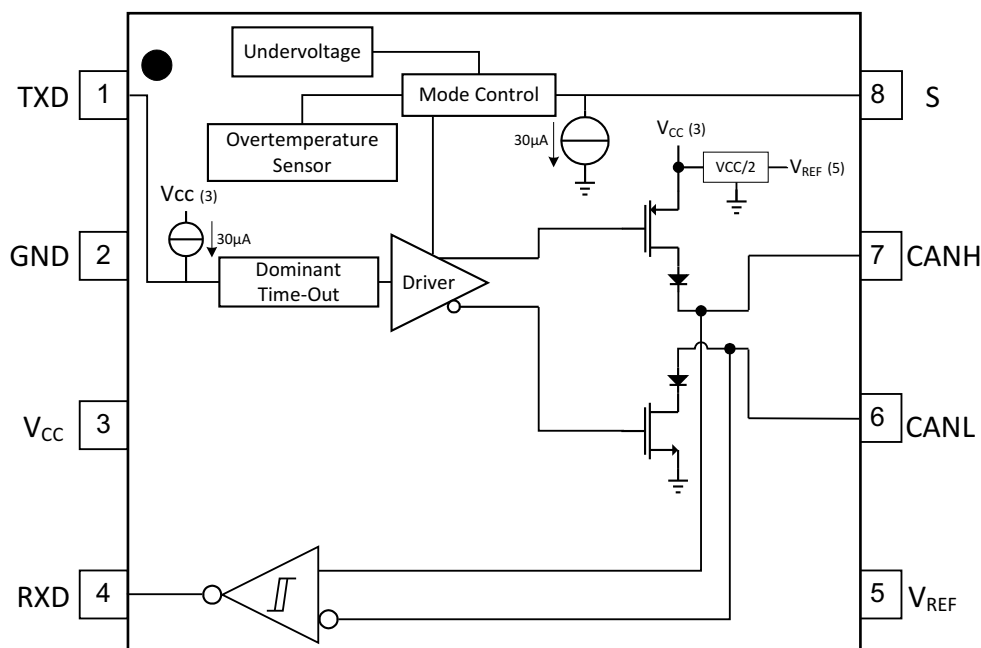 Undervoltage
TXD
1
Mode Control
8
S
Overtemperature
Sensor
30µA
VCC (3)
VCC/2
VREF (5)
Vcc (3)
30µA
GND
2
Dominant
Time-Out
Driver
7
CANH
VCC
3
6
CANL
RXD
4
5
VREF